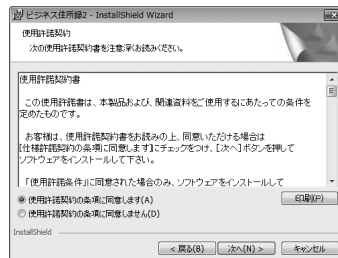 ビジネス住所録2 - InstallShield Wizard
使用許諾契約
次の使用許諾契約書を注意深くお読みください。
使用許諾契約書
この使用許諾書は、本製品および、関連資料をご使用するにあたっての条件を
定めたものです。
お客様は、使用許諾契約書をお読みの上、同意いただける場合は
[仕様許諾契約の条項に同意します]にチェックをつけ、[次へ]ボタンを押して
ソフトウェアをインストールして下さい。
「使用許諾条件」に同意された場合のみ、ソフトウェアをインストールして
使用許諾契約の条項に同意します(A)
印刷(P)
使用許諾契約の条項に同意しません(D)
InstallShield
< 戻る(B)
次へ(N) >
キャンセル